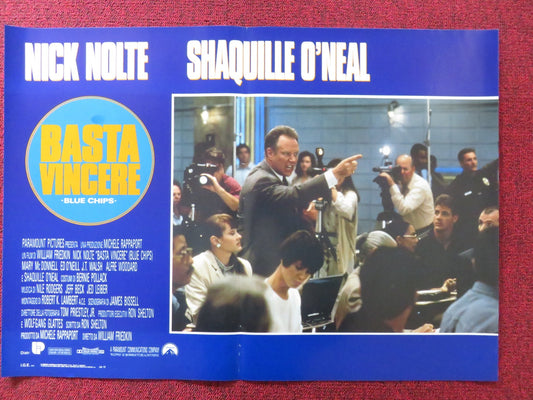 NICK NOLTE SHAQUILLE O'NEAL
BASTA
VINCERE
·BLUE CHIPS·
PARAMOUNT PICTURES PRESENTA UNA PRODUZIONE MICHELE RAPPAPORT
UN FILM DI WILLIAM FRIEDKIN NICK NOLTE "BASTA VINCERE" (BLUE CHIPS)
MARY McDONNELL ED O'NEILL J.T. WALSH ALFRE WOODARD
E SHAQUILLE O'NEAL COSTUMI DI BERNIE POLLACK
MUSICA DI NILE RODGERS JEFF BECK JED LEIBER
MONTAGGIO DI ROBERT K. LAMBERT A.C.E. SCENOGRAFIA DI JAMES BISSELL
DIRETTORE DELLA FOTOGRAFIA TOM PRIESTLEY, JR. PRODUTTORI ESECUTIVI RON SHELTON
E WOLFGANG GLATTES SCRITTO DA RON SHELTON
PRODOTTO DA MICHELE RAPPAPORT DIRETTO DA WILLIAM FRIEDKIN
A PARAMOUNT COMMUNICATIONS COMPANY